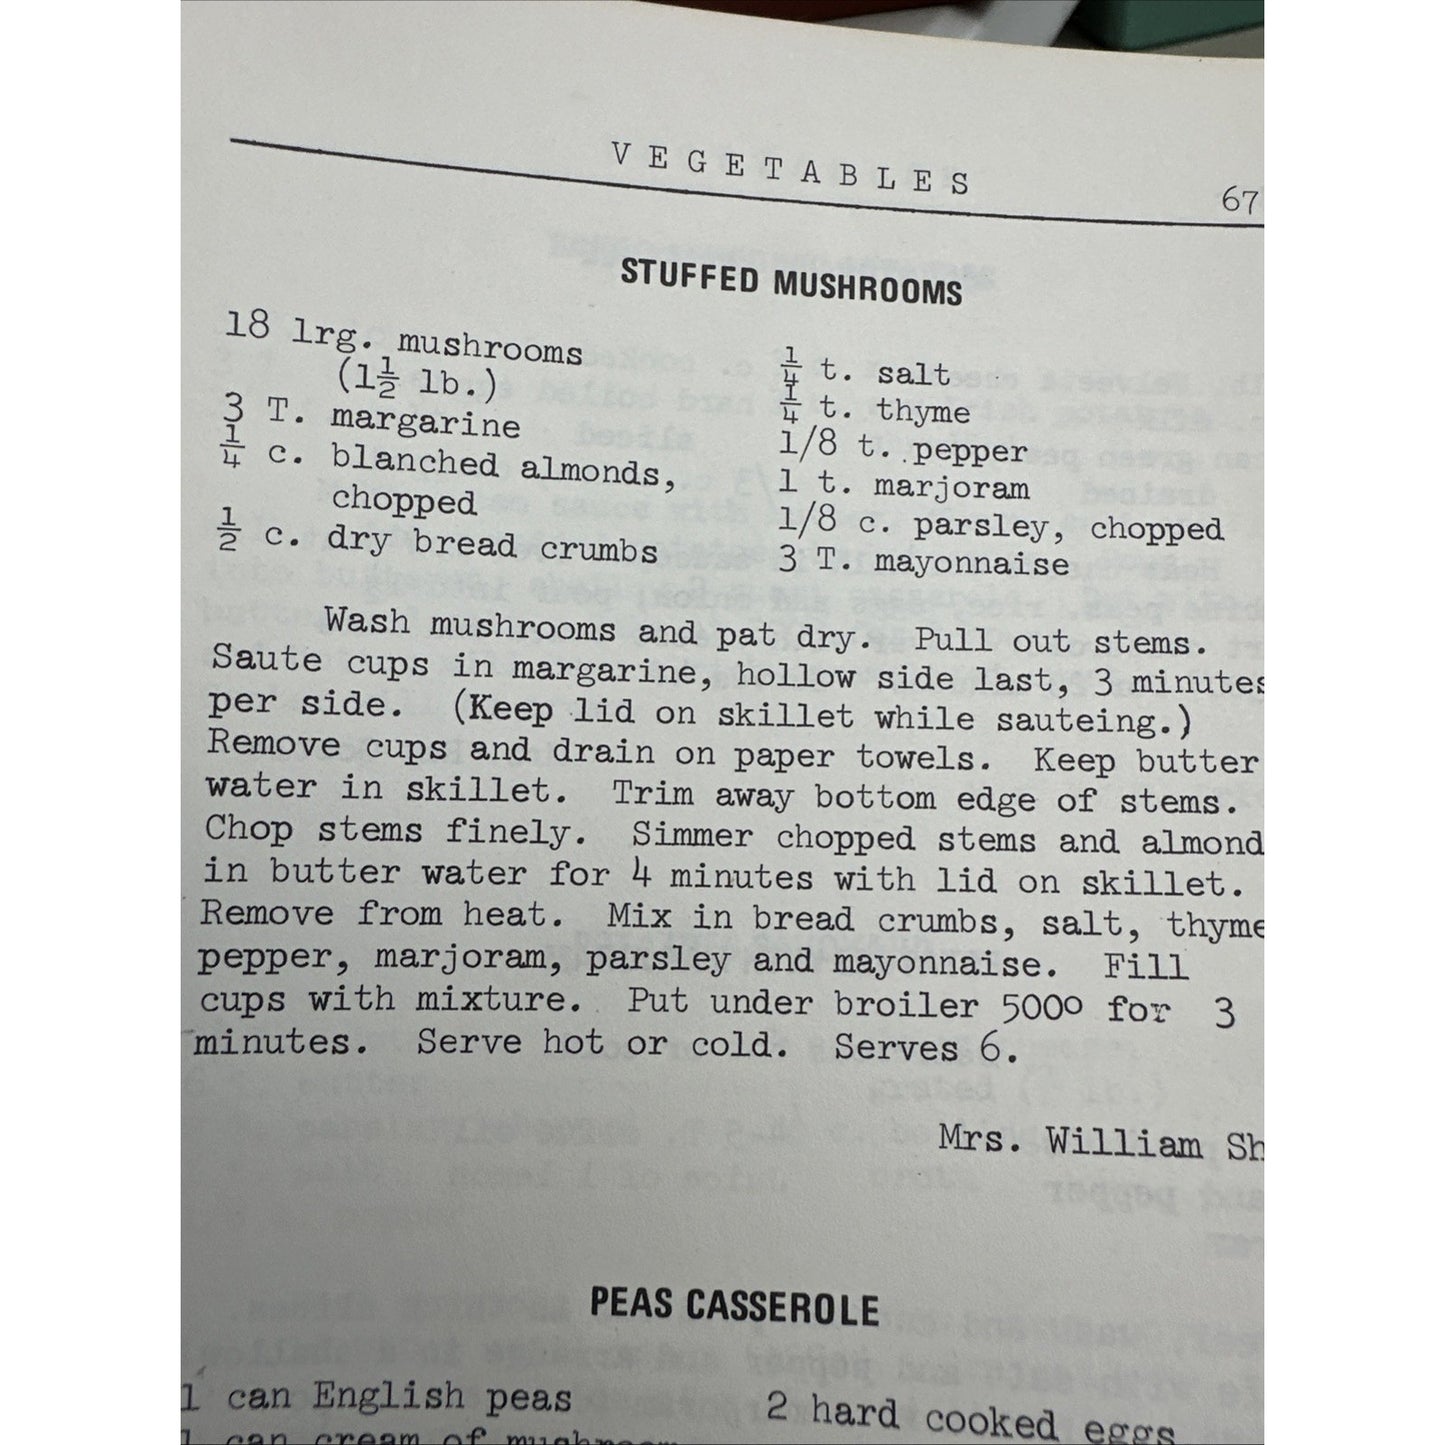 VEGETABLES
67
STUFFED MUSHROOMS
18 lrg. mushrooms
(1½ lb.)
3 T. margarine
¼ c. blanched almonds,
chopped
½ c. dry bread crumbs
¼ t. salt
¼ t. thyme
1/8 t. pepper
1 t. marjoram
1/8 c. parsley, chopped
3 T. mayonnaise
Wash mushrooms and pat dry. Pull out stems.
Saute cups in margarine, hollow side last, 3 minutes
per side. (Keep lid on skillet while sauteing.)
Remove cups and drain on paper towels. Keep butter
water in skillet. Trim away bottom edge of stems.
Chop stems finely. Simmer chopped stems and almond
in butter water for 4 minutes with lid on skillet.
Remove from heat. Mix in bread crumbs, salt, thyme
pepper, marjoram, parsley and mayonnaise. Fill
cups with mixture. Put under broiler 500º for 3
minutes. Serve hot or cold. Serves 6.
Mrs. William Sh
PEAS CASSEROLE
1 can English peas
1 can cream of mushroom
2 hard cooked eggs